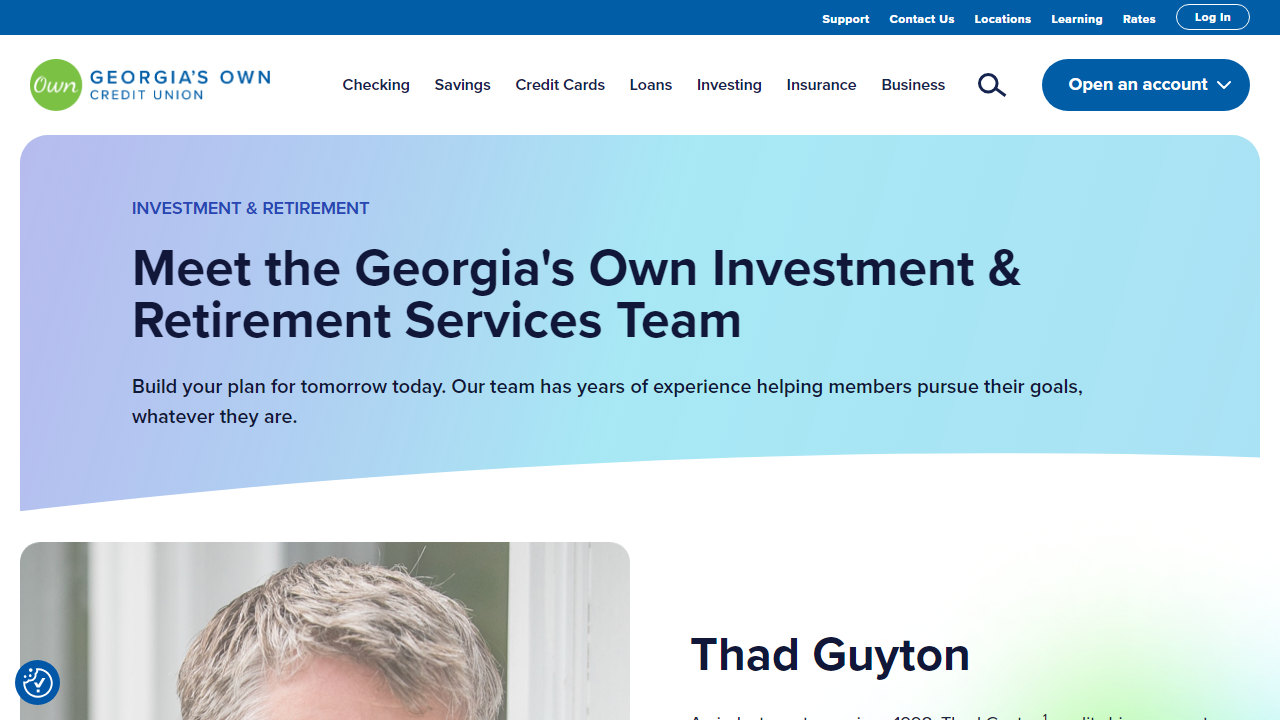 Support Contact Us Locations Learning Rates Log In
Own GEORGIA'S OWN
CREDIT UNION
Checking Savings Credit Cards Loans Investing Insurance Business Open an account
INVESTMENT & RETIREMENT
Meet the Georgia's Own Investment &
Retirement Services Team
Build your plan for tomorrow today. Our team has years of experience helping members pursue their goals,
whatever they are.
Thad Guyton